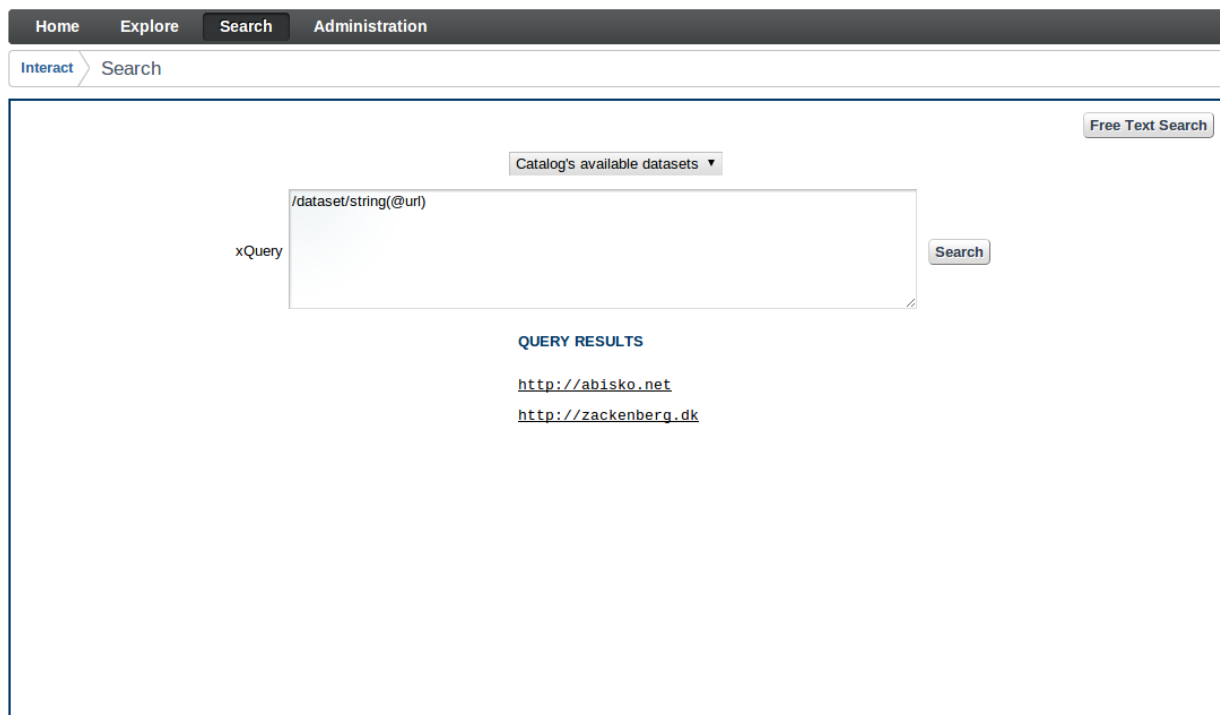 Home Explore Search Administration
Interact Search
Free Text Search
Catalog's available datasets ▼
/dataset/string(@url)
xQuery
Search
QUERY RESULTS
http://abisko.net
http://zackenberg.dk